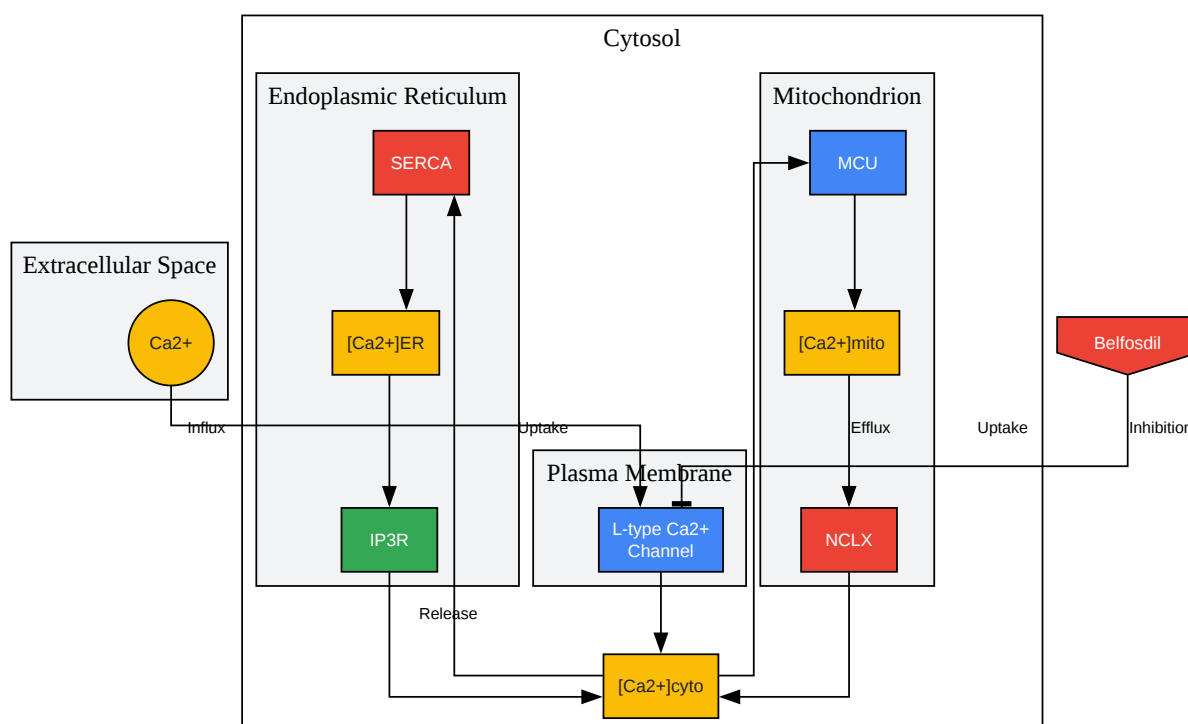 Cytosol
Endoplasmic Reticulum
Mitochondrion
SERCA
MCU
Extracellular Space
Ca2+
[Ca2+]ER
[Ca2+]mito
Belfosdil
Influx
Uptake
Efflux
Uptake
Inhibition
Plasma Membrane
IP3R
L-type Ca2+
Channel
NCLX
Release
[Ca2+]cyto